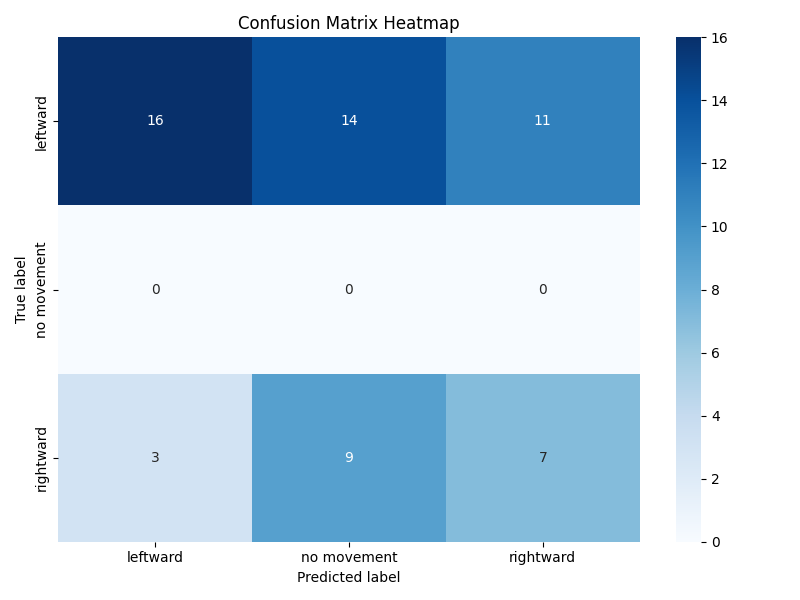 Confusion Matrix Heatmap
True label
leftward
16 14 11
no movement
0 0 0
rightward
3 9 7
leftward no movement rightward
Predicted label
16
14
12
10
8
6
4
2
0